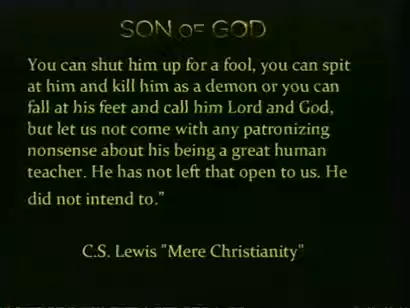 SON OF GOD
You can shut him up for a fool, you can spit
at him and kill him as a demon or you can
fall at his feet and call him Lord and God,
but let us not come with any patronizing
nonsense about his being a great human
teacher. He has not left that open to us. He
did not intend to."
C.S. Lewis "Mere Christianity"